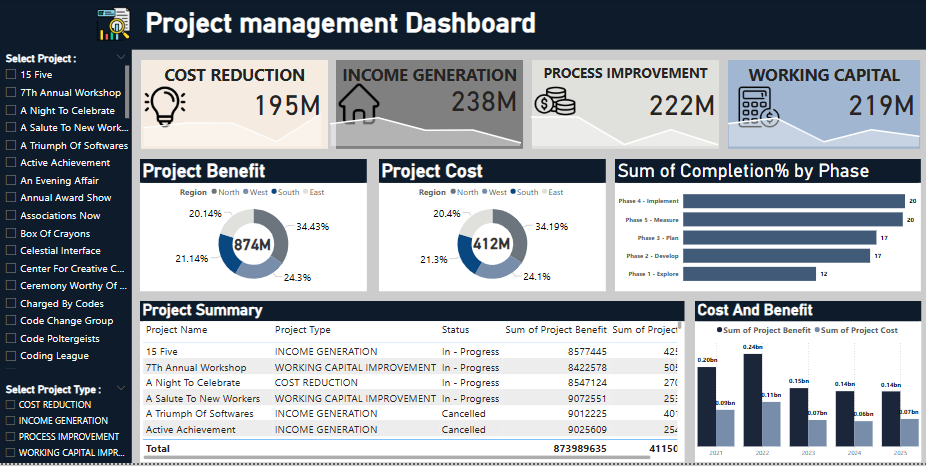 Project management Dashboard
Select Project :
15 Five
7Th Annual Workshop
A Night To Celebrate
A Salute To New Work...
A Triumph Of Softwares
Active Achievement
An Evening Affair
Annual Award Show
Associations Now
Box Of Crayons
Celestial Interface
Center For Creative C...
Ceremony Worthy Of ...
Charged By Codes
Code Change Group
Code Poltergeists
Coding League
Select Project Type :
COST REDUCTION
INCOME GENERATION
PROCESS IMPROVEMENT
WORKING CAPITAL IMPR...
COST REDUCTION
195M
INCOME GENERATION
238M
PROCESS IMPROVEMENT
222M
WORKING CAPITAL
219M
Project Benefit
Region North West South East
20.14%
34.43%
874M
21.14%
24.3%
Project Cost
Region North West South East
20.4%
34.19%
412M
21.3%
24.1%
Sum of Completion% by Phase
Phase 4 - Implement 20
Phase 5 - Measure 20
Phase 3 - Plan 17
Phase 2 - Develop 17
Phase 1 - Explore 12
Project Summary
Project Name Project Type Status Sum of Project Benefit Sum of Project
15 Five INCOME GENERATION In - Progress 8577445 425
7Th Annual Workshop WORKING CAPITAL IMPROVEMENT In - Progress 8422578 505
A Night To Celebrate COST REDUCTION In - Progress 8547124 270
A Salute To New Workers WORKING CAPITAL IMPROVEMENT In - Progress 9072551 253
A Triumph Of Softwares INCOME GENERATION Cancelled 9012225 401
Active Achievement INCOME GENERATION Cancelled 9025609 254
Total 873989635 41150
Cost And Benefit
Sum of Project Benefit Sum of Project Cost
0.20bn 0.09bn
0.24bn 0.11bn
0.15bn 0.07bn
0.14bn 0.06bn
0.14bn 0.07bn
2021 2022 2023 2024 2025